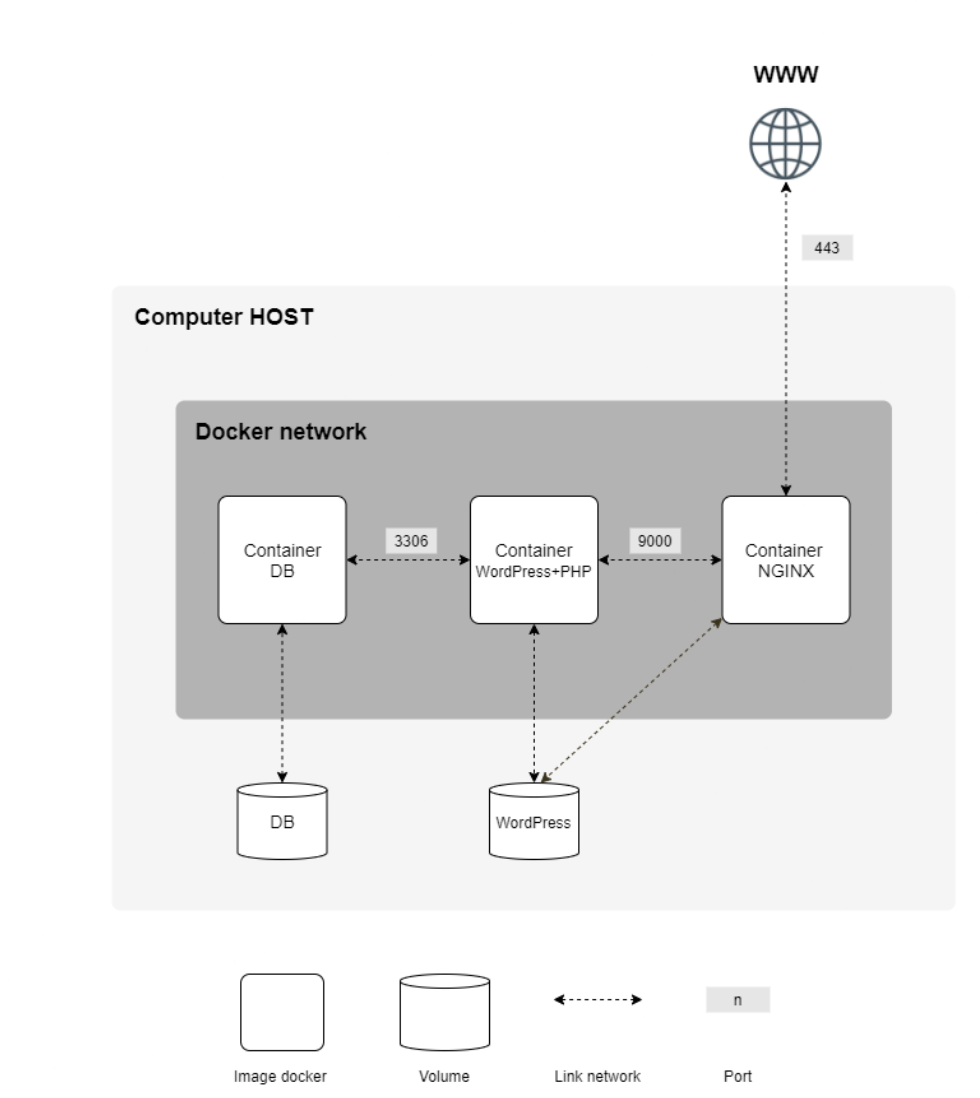 WWW
443
Computer HOST
Docker network
3306
9000
Container
DB
Container
WordPress+PHP
Container
NGINX
DB
WordPress
n
Image docker
Volume
Link network
Port